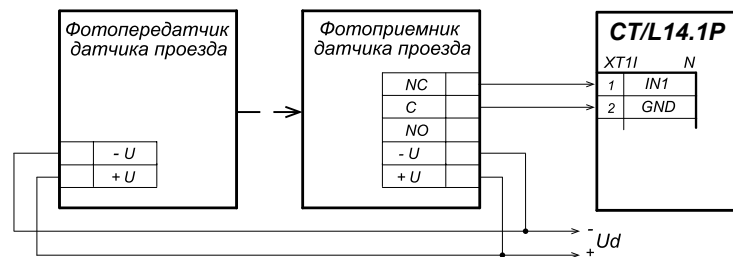 Фотопередатчик
датчика проезда
- U
+ U
Фотоприемник
датчика проезда
NC
C
NO
- U
+ U
CT/L14.1P
XT1I N
1 IN1
2 GND
-
Ud
+